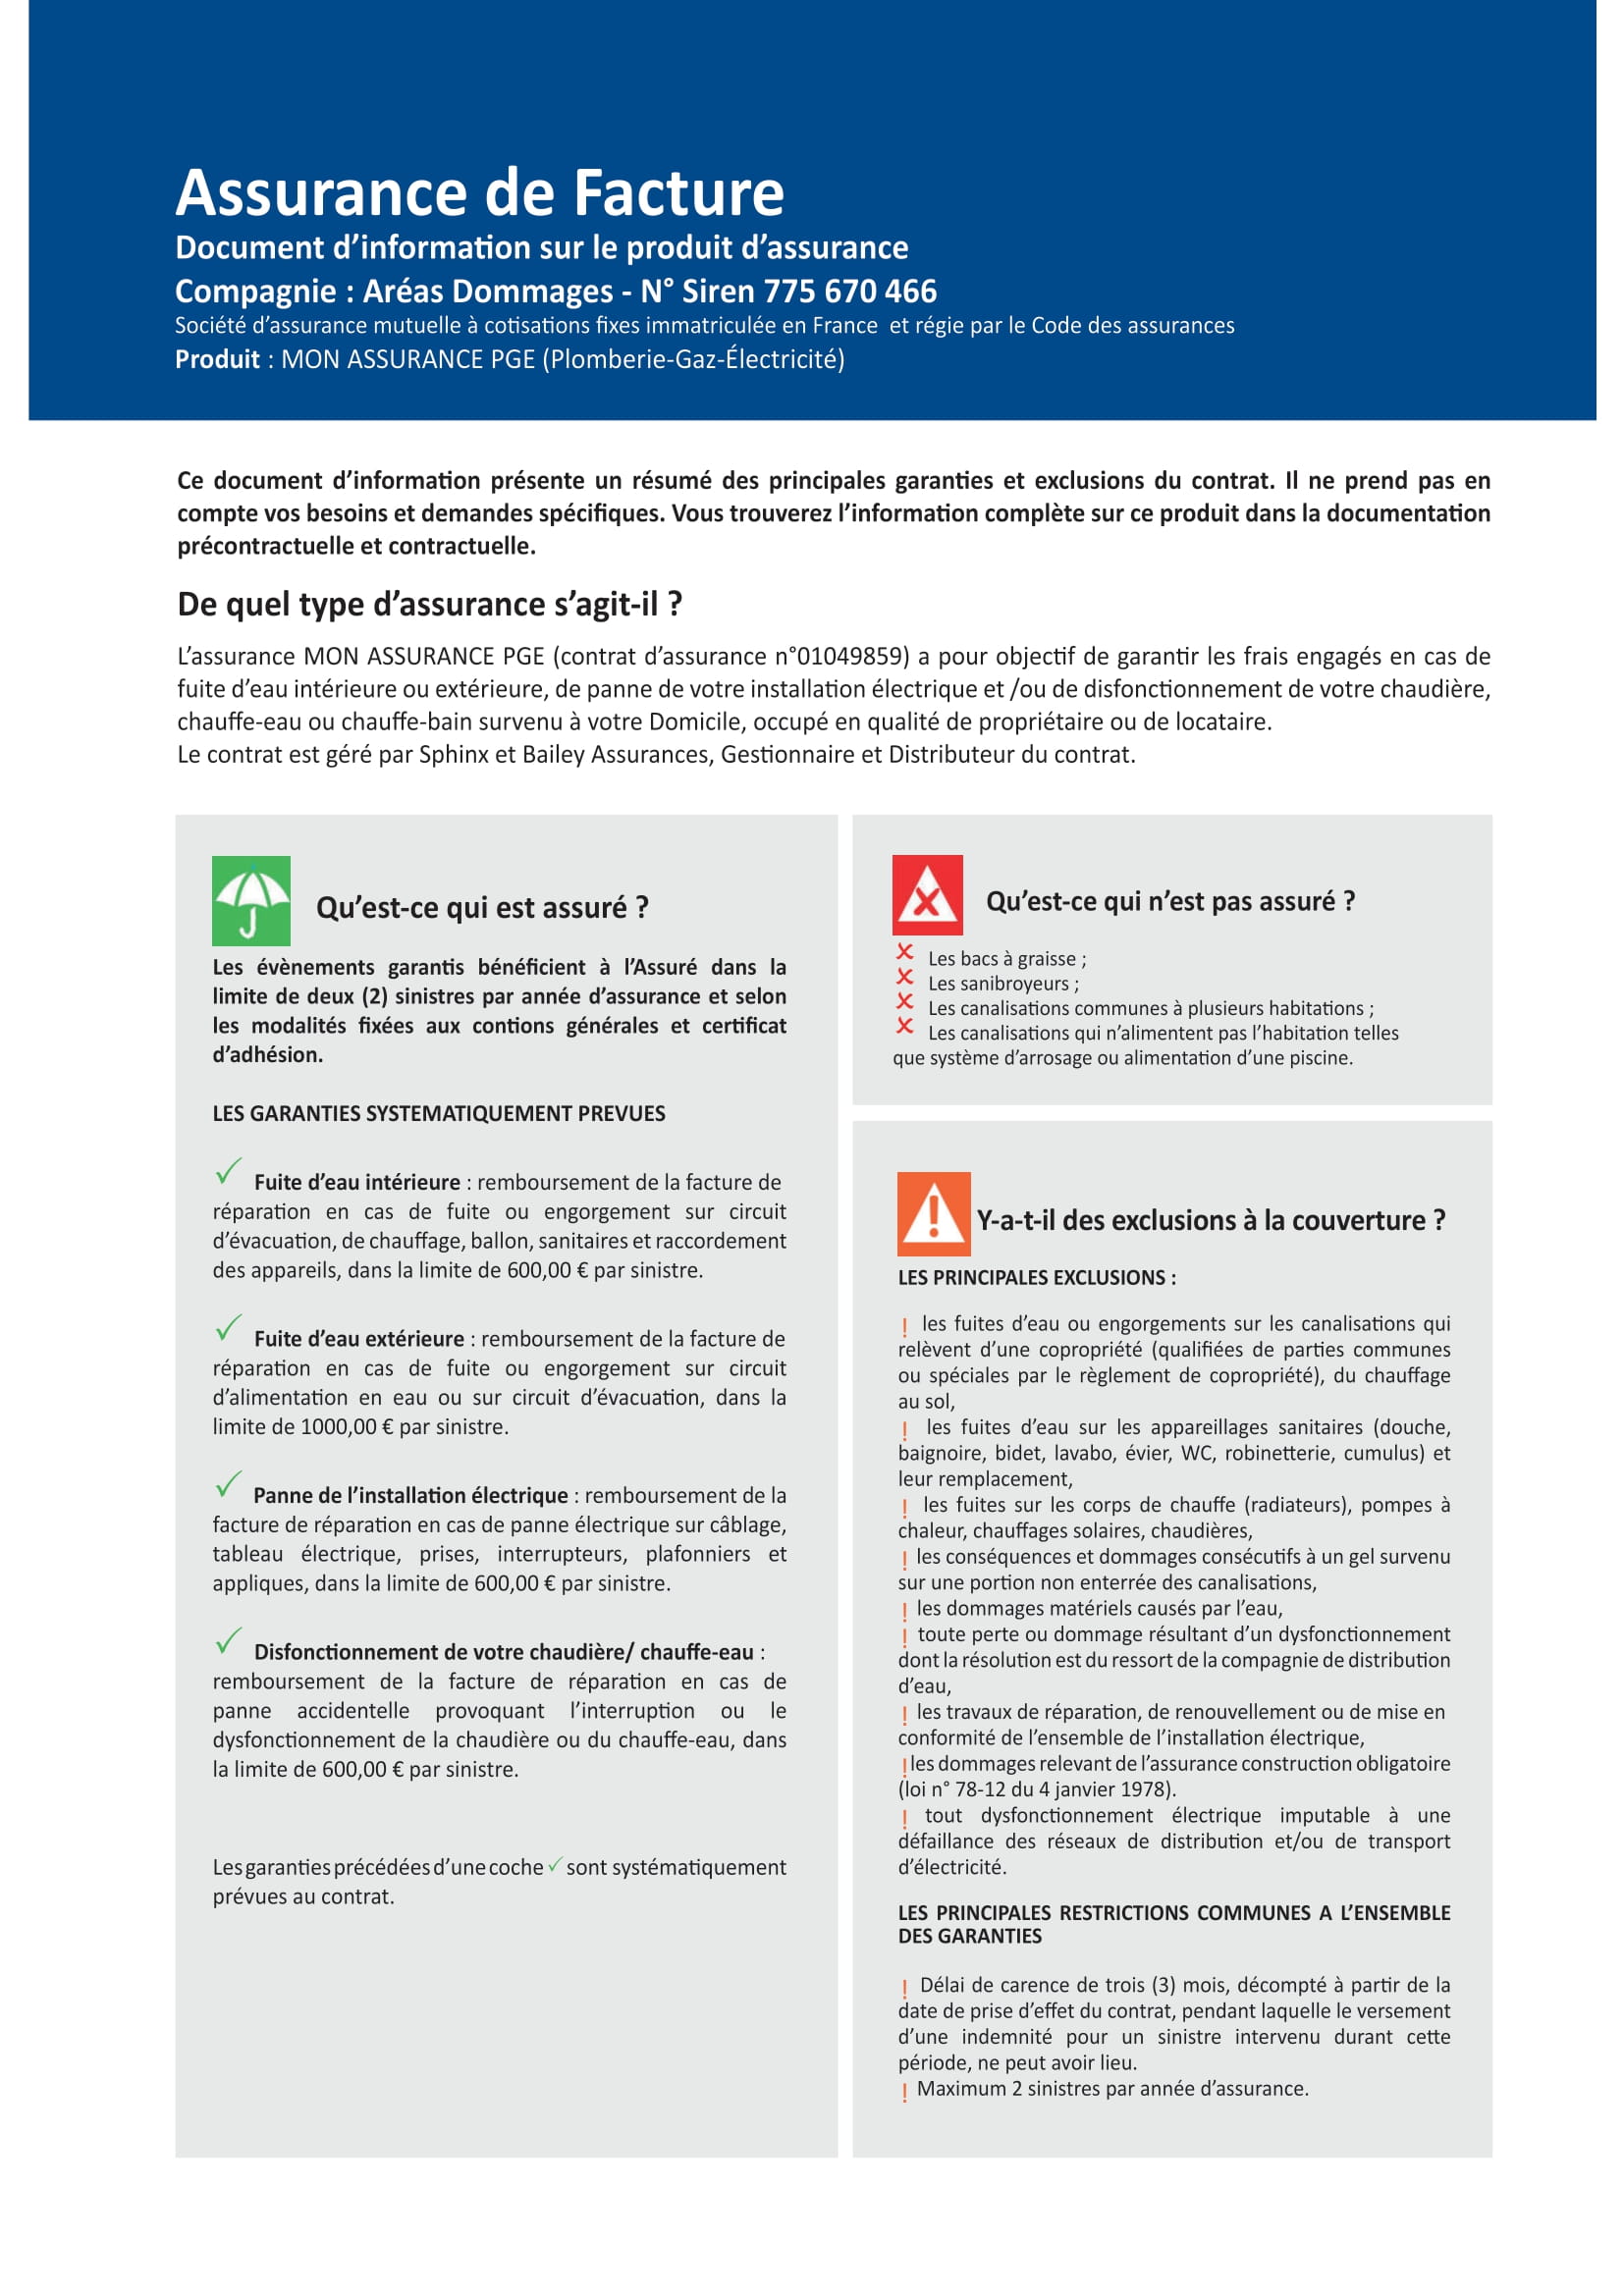 Assurance de Facture
Document d’information sur le produit d’assurance
Compagnie : Aréas Dommages - N° Siren 775 670 466
Société d’assurance mutuelle à cotisations fixes immatriculée en France et régie par le Code des assurances
Produit : MON ASSURANCE PGE (Plomberie-Gaz-Électricité)
Ce document d’information présente un résumé des principales garanties et exclusions du contrat. Il ne prend pas en
compte vos besoins et demandes spécifiques. Vous trouverez l’information complète sur ce produit dans la documentation
précontractuelle et contractuelle.
De quel type d’assurance s’agit-il ?
L’assurance MON ASSURANCE PGE (contrat d’assurance n°01049859) a pour objectif de garantir les frais engagés en cas de
fuite d’eau intérieure ou extérieure, de panne de votre installation électrique et /ou de disfonctionnement de votre chaudière,
chauffe-eau ou chauffe-bain survenu à votre Domicile, occupé en qualité de propriétaire ou de locataire.
Le contrat est géré par Sphinx et Bailey Assurances, Gestionnaire et Distributeur du contrat.
Qu’est-ce qui est assuré ?
Les évènements garantis bénéficient à l’Assuré dans la
limite de deux (2) sinistres par année d’assurance et selon
les modalités fixées aux contions générales et certificat
d’adhésion.
LES GARANTIES SYSTEMATIQUEMENT PREVUES
✓ Fuite d’eau intérieure : remboursement de la facture de
réparation en cas de fuite ou engorgement sur circuit
d’évacuation, de chauffage, ballon, sanitaires et raccordement
des appareils, dans la limite de 600,00 € par sinistre.
✓ Fuite d’eau extérieure : remboursement de la facture de
réparation en cas de fuite ou engorgement sur circuit
d’alimentation en eau ou sur circuit d’évacuation, dans la
limite de 1000,00 € par sinistre.
✓ Panne de l’installation électrique : remboursement de la
facture de réparation en cas de panne électrique sur câblage,
tableau électrique, prises, interrupteurs, plafonniers et
appliques, dans la limite de 600,00 € par sinistre.
✓ Disfonctionnement de votre chaudière/ chauffe-eau :
remboursement de la facture de réparation en cas de
panne accidentelle provoquant l’interruption ou le
dysfonctionnement de la chaudière ou du chauffe-eau, dans
la limite de 600,00 € par sinistre.
Les garanties précédées d’une coche ✓ sont systématiquement
prévues au contrat.
Qu’est-ce qui n’est pas assuré ?
✗ Les bacs à graisse ;
✗ Les sanibroyeurs ;
✗ Les canalisations communes à plusieurs habitations ;
✗ Les canalisations qui n’alimentent pas l’habitation telles
que système d’arrosage ou alimentation d’une piscine.
Y-a-t-il des exclusions à la couverture ?
LES PRINCIPALES EXCLUSIONS :
! les fuites d’eau ou engorgements sur les canalisations qui
relèvent d’une copropriété (qualifiées de parties communes
ou spéciales par le règlement de copropriété), du chauffage
au sol,
! les fuites d’eau sur les appareillages sanitaires (douche,
baignoire, bidet, lavabo, évier, WC, robinetterie, cumulus) et
leur remplacement,
! les fuites sur les corps de chauffe (radiateurs), pompes à
chaleur, chauffages solaires, chaudières,
! les conséquences et dommages consécutifs à un gel survenu
sur une portion non enterrée des canalisations,
! les dommages matériels causés par l’eau,
! toute perte ou dommage résultant d’un dysfonctionnement
dont la résolution est du ressort de la compagnie de distribution
d’eau,
! les travaux de réparation, de renouvellement ou de mise en
conformité de l’ensemble de l’installation électrique,
! les dommages relevant de l’assurance construction obligatoire
(loi n° 78-12 du 4 janvier 1978).
! tout dysfonctionnement électrique imputable à une
défaillance des réseaux de distribution et/ou de transport
d’électricité.
LES PRINCIPALES RESTRICTIONS COMMUNES A L’ENSEMBLE
DES GARANTIES
! Délai de carence de trois (3) mois, décompté à partir de la
date de prise d’effet du contrat, pendant laquelle le versement
d’une indemnité pour un sinistre intervenu durant cette
période, ne peut avoir lieu.
! Maximum 2 sinistres par année d’assurance.